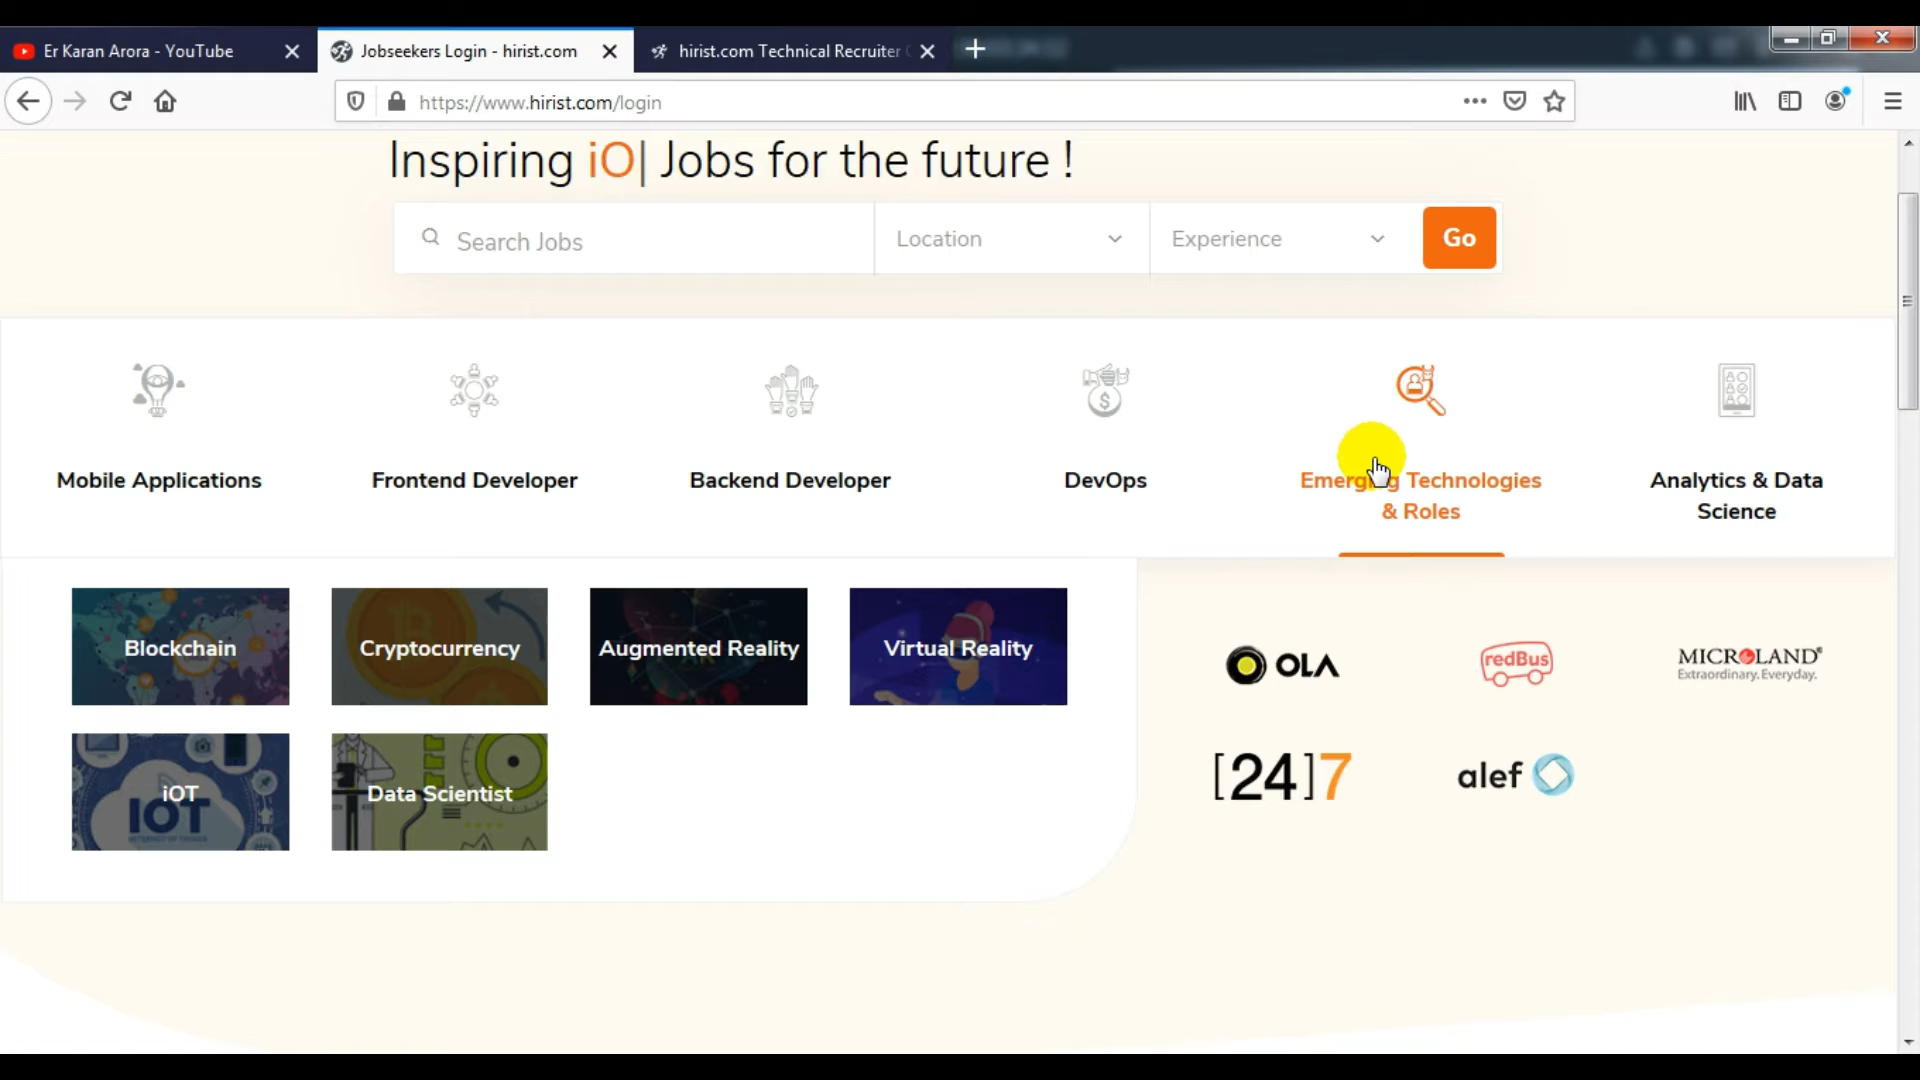 Er Karan Arora - YouTube
Jobseekers Login - hirist.com
hirist.com Technical Recruiter
https://www.hirist.com/login
Inspiring iO| Jobs for the future !
Search Jobs
Location
Experience
Go
Mobile Applications
Frontend Developer
Backend Developer
DevOps
Emerging Technologies
& Roles
Analytics & Data
Science
Blockchain
Cryptocurrency
Augmented Reality
Virtual Reality
OLA
redBus
MICROLAND
Extraordinary. Everyday.
iOT
IOT
Data Scientist
[24]7
alef